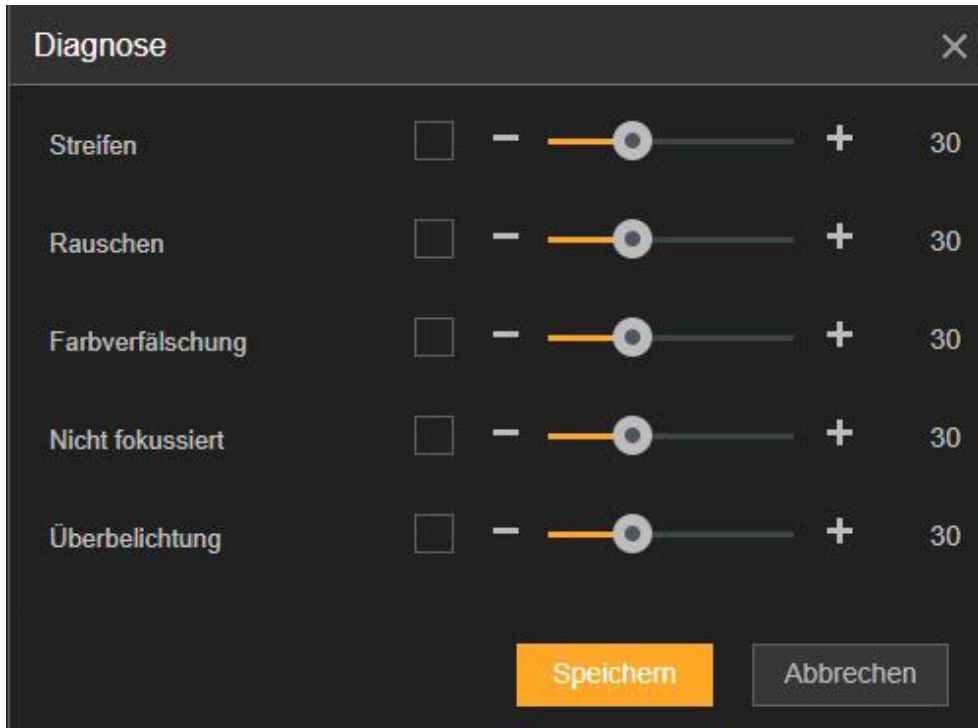 Diagnose
Streifen 30
Rauschen 30
Farbverfälschung 30
Nicht fokussiert 30
Überbelichtung 30
Speichern Abbrechen